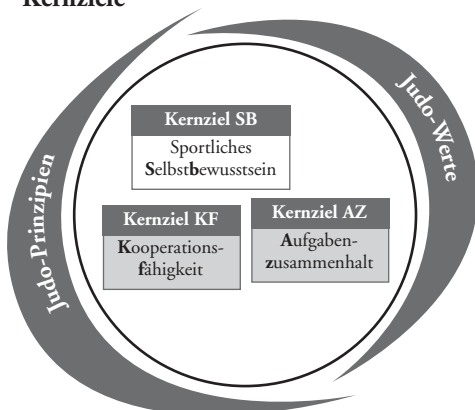 Kernziele
Judo-Werte
Judo-Prinzipien
Kernziel SB
Sportliches
Selbstbewusstsein
Kernziel KF
Kooperations-
fähigkeit
Kernziel AZ
Aufgaben-
zusammenhalt